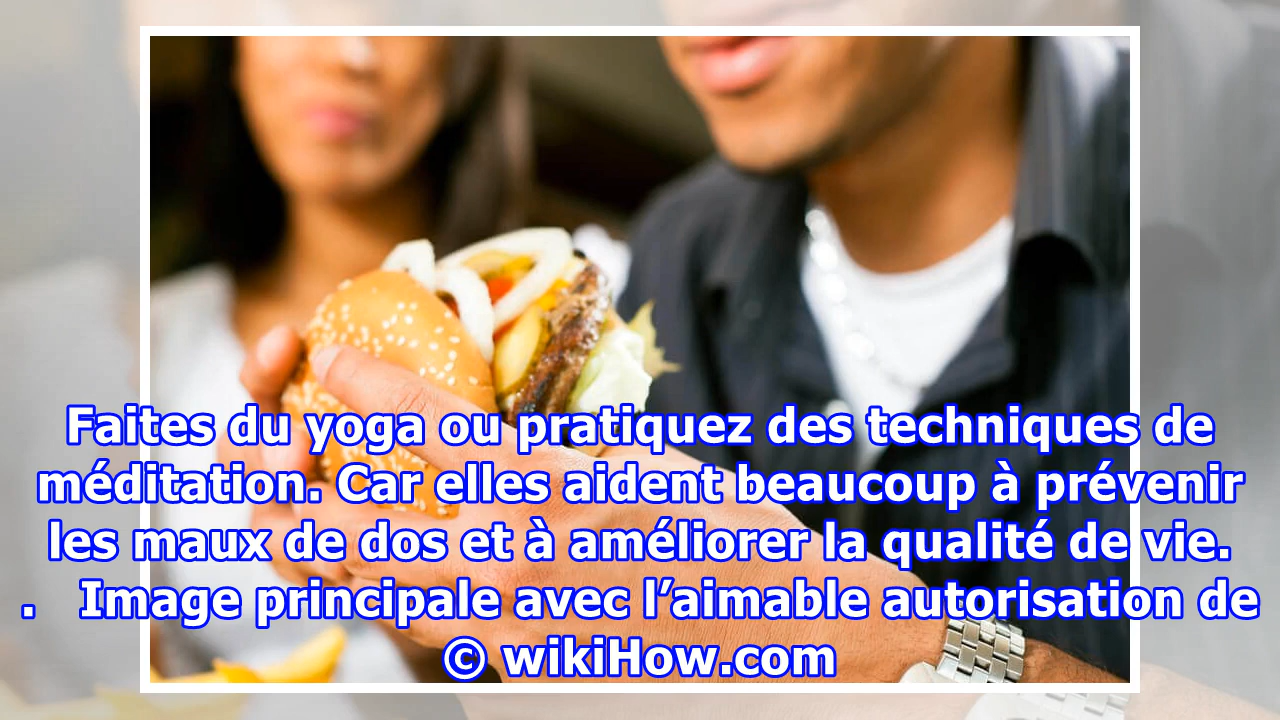 Faites du yoga ou pratiquez des techniques de
méditation. Car elles aident beaucoup à prévenir
les maux de dos et à améliorer la qualité de vie.
.   Image principale avec l’aimable autorisation de
© wikiHow.com